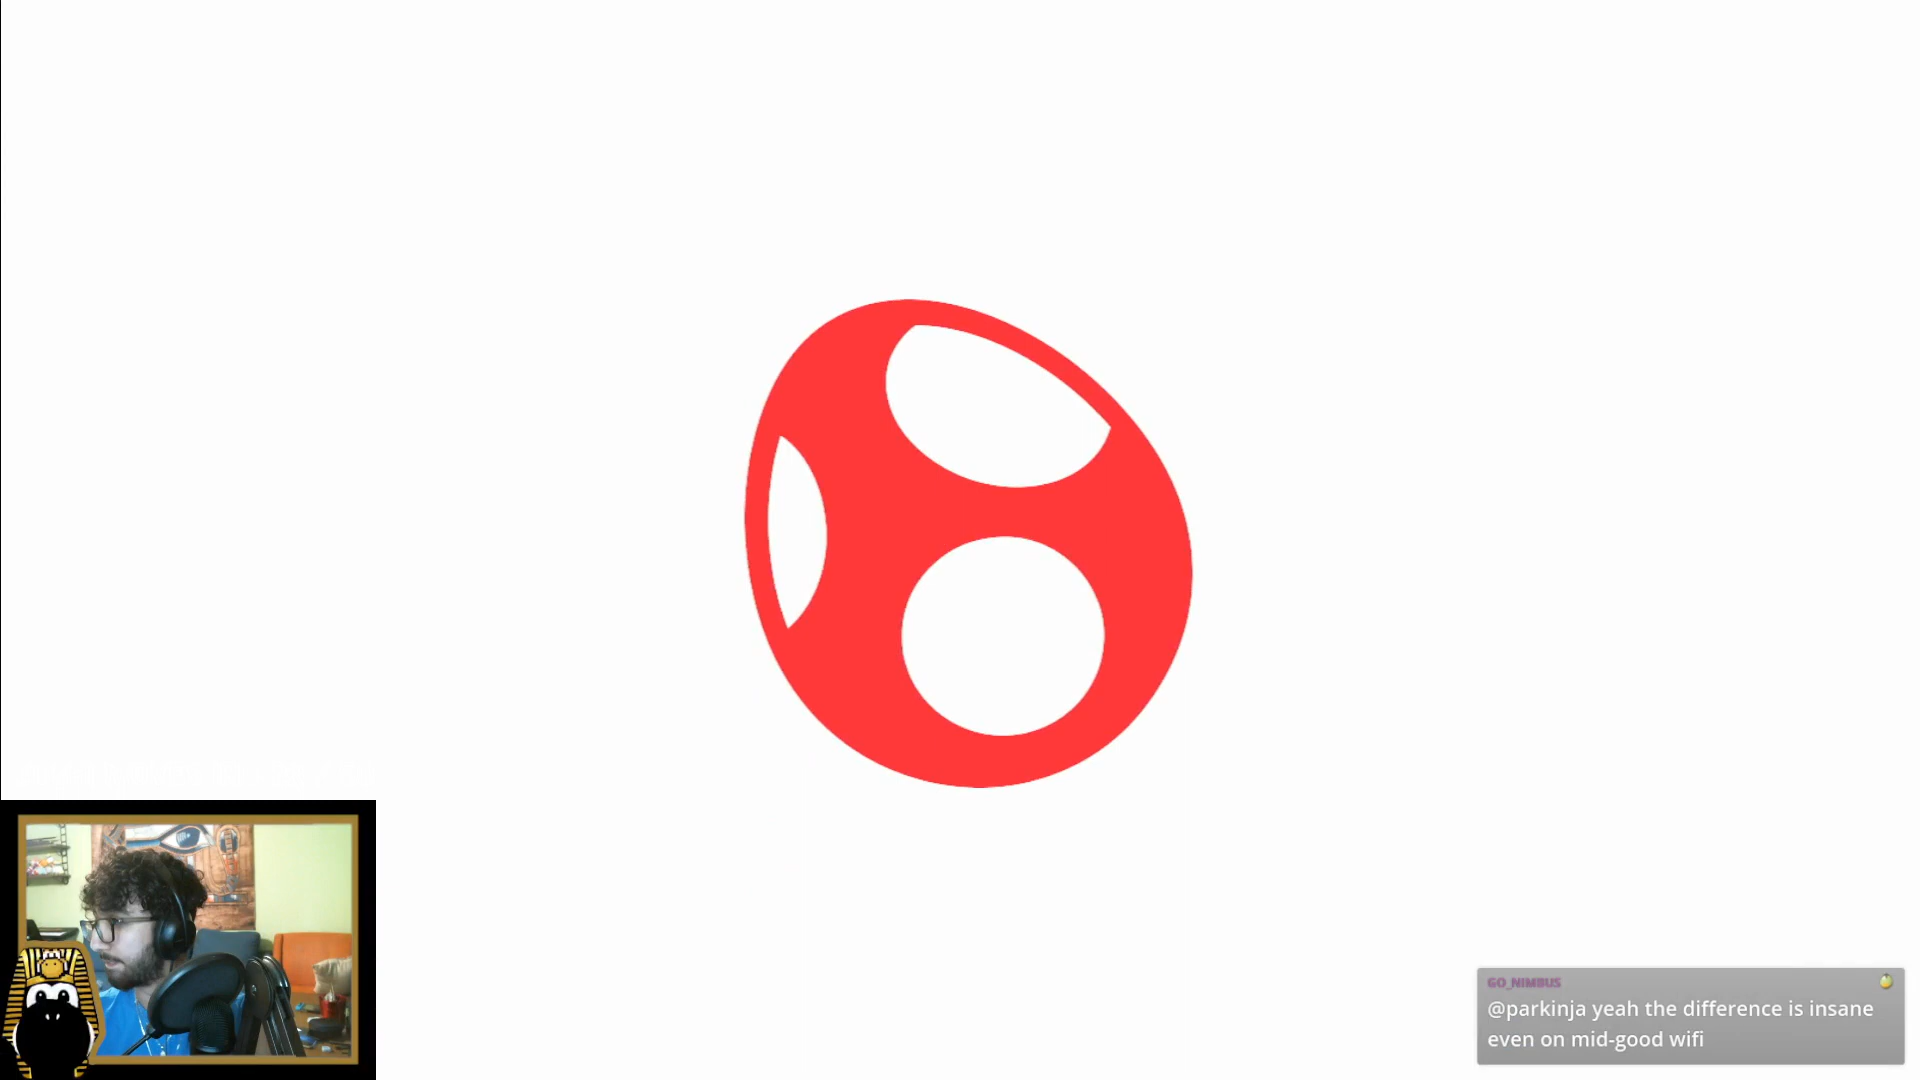 GO_NIMBUS
@parkinja yeah the difference is insane
even on mid-good wifi